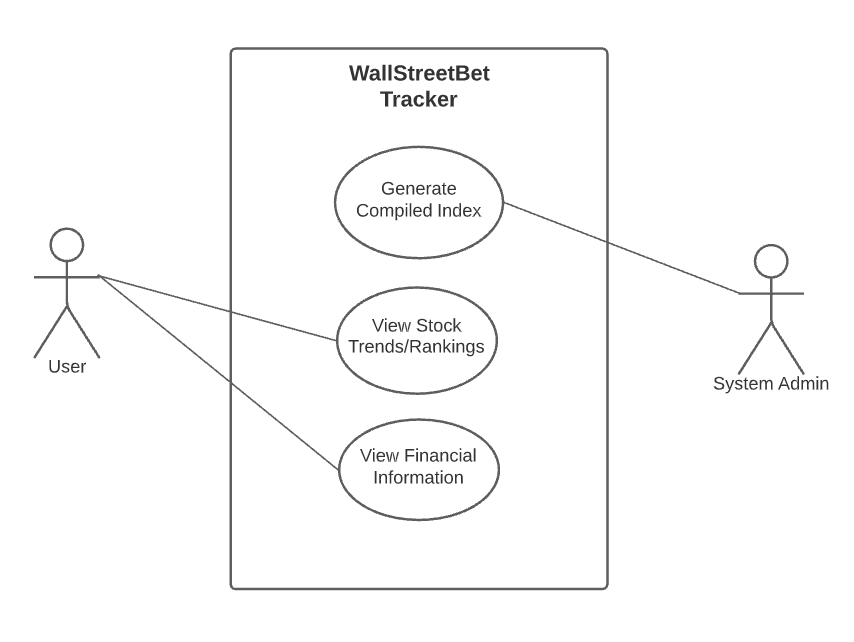 WallStreetBet
Tracker
Generate
Compiled Index
View Stock
Trends/Rankings
User
System Admin
View Financial
Information